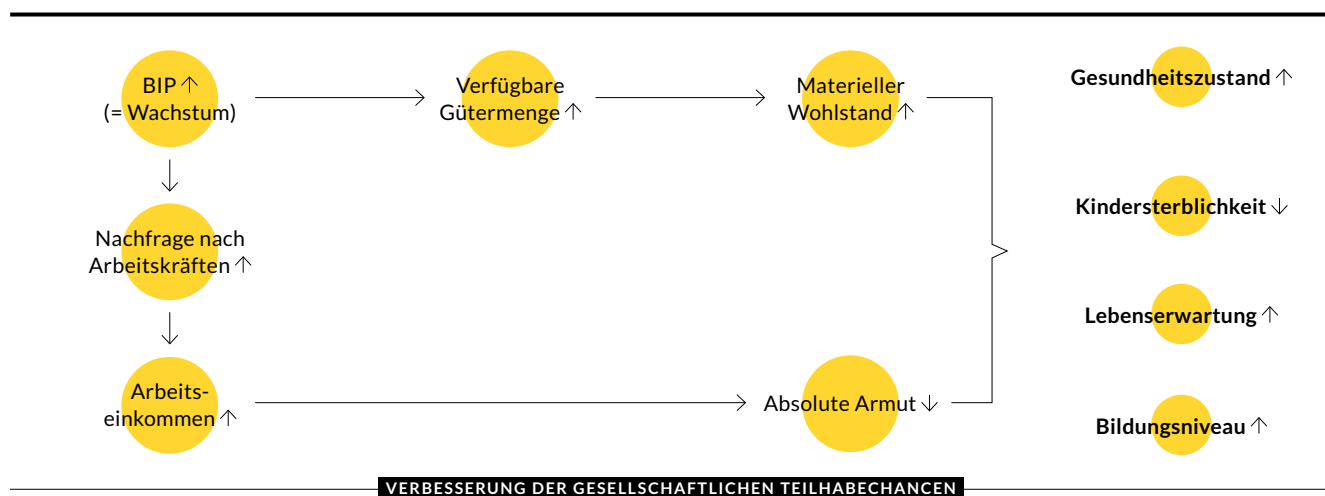 BIP ↑
(= Wachstum)
Verfügbare
Gütermenge ↑
Materieller
Wohlstand ↑
Gesundheitszustand ↑
Kindersterblichkeit ↓
Nachfrage nach
Arbeitskräften ↑
Lebenserwartung ↑
Arbeits-
einkommen ↑
Absolute Armut ↓
Bildungsniveau ↑
VERBESSERUNG DER GESELLSCHAFTLICHEN TEILHABECHANCEN